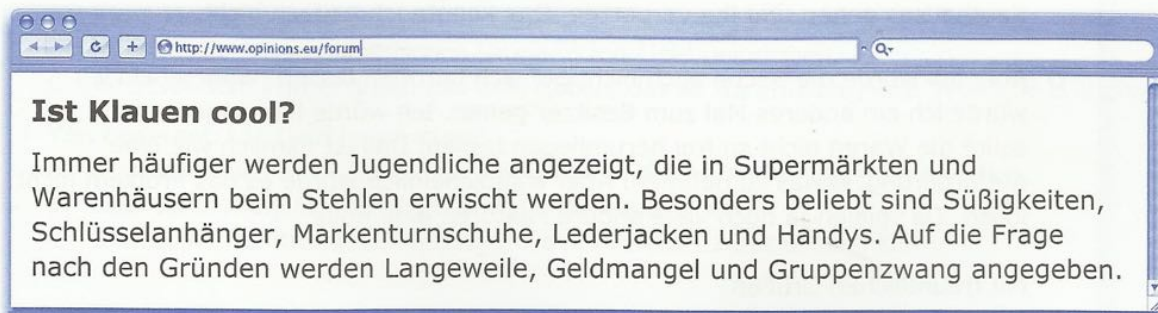 http://www.opinions.eu/forum
Ist Klauen cool?
Immer häufiger werden Jugendliche angezeigt, die in Supermärkten und
Warenhäusern beim Stehlen erwischt werden. Besonders beliebt sind Süßigkeiten,
Schlüsselanhänger, Markenturnschuhe, Lederjacken und Handys. Auf die Frage
nach den Gründen werden Langeweile, Geldmangel und Gruppenzwang angegeben.